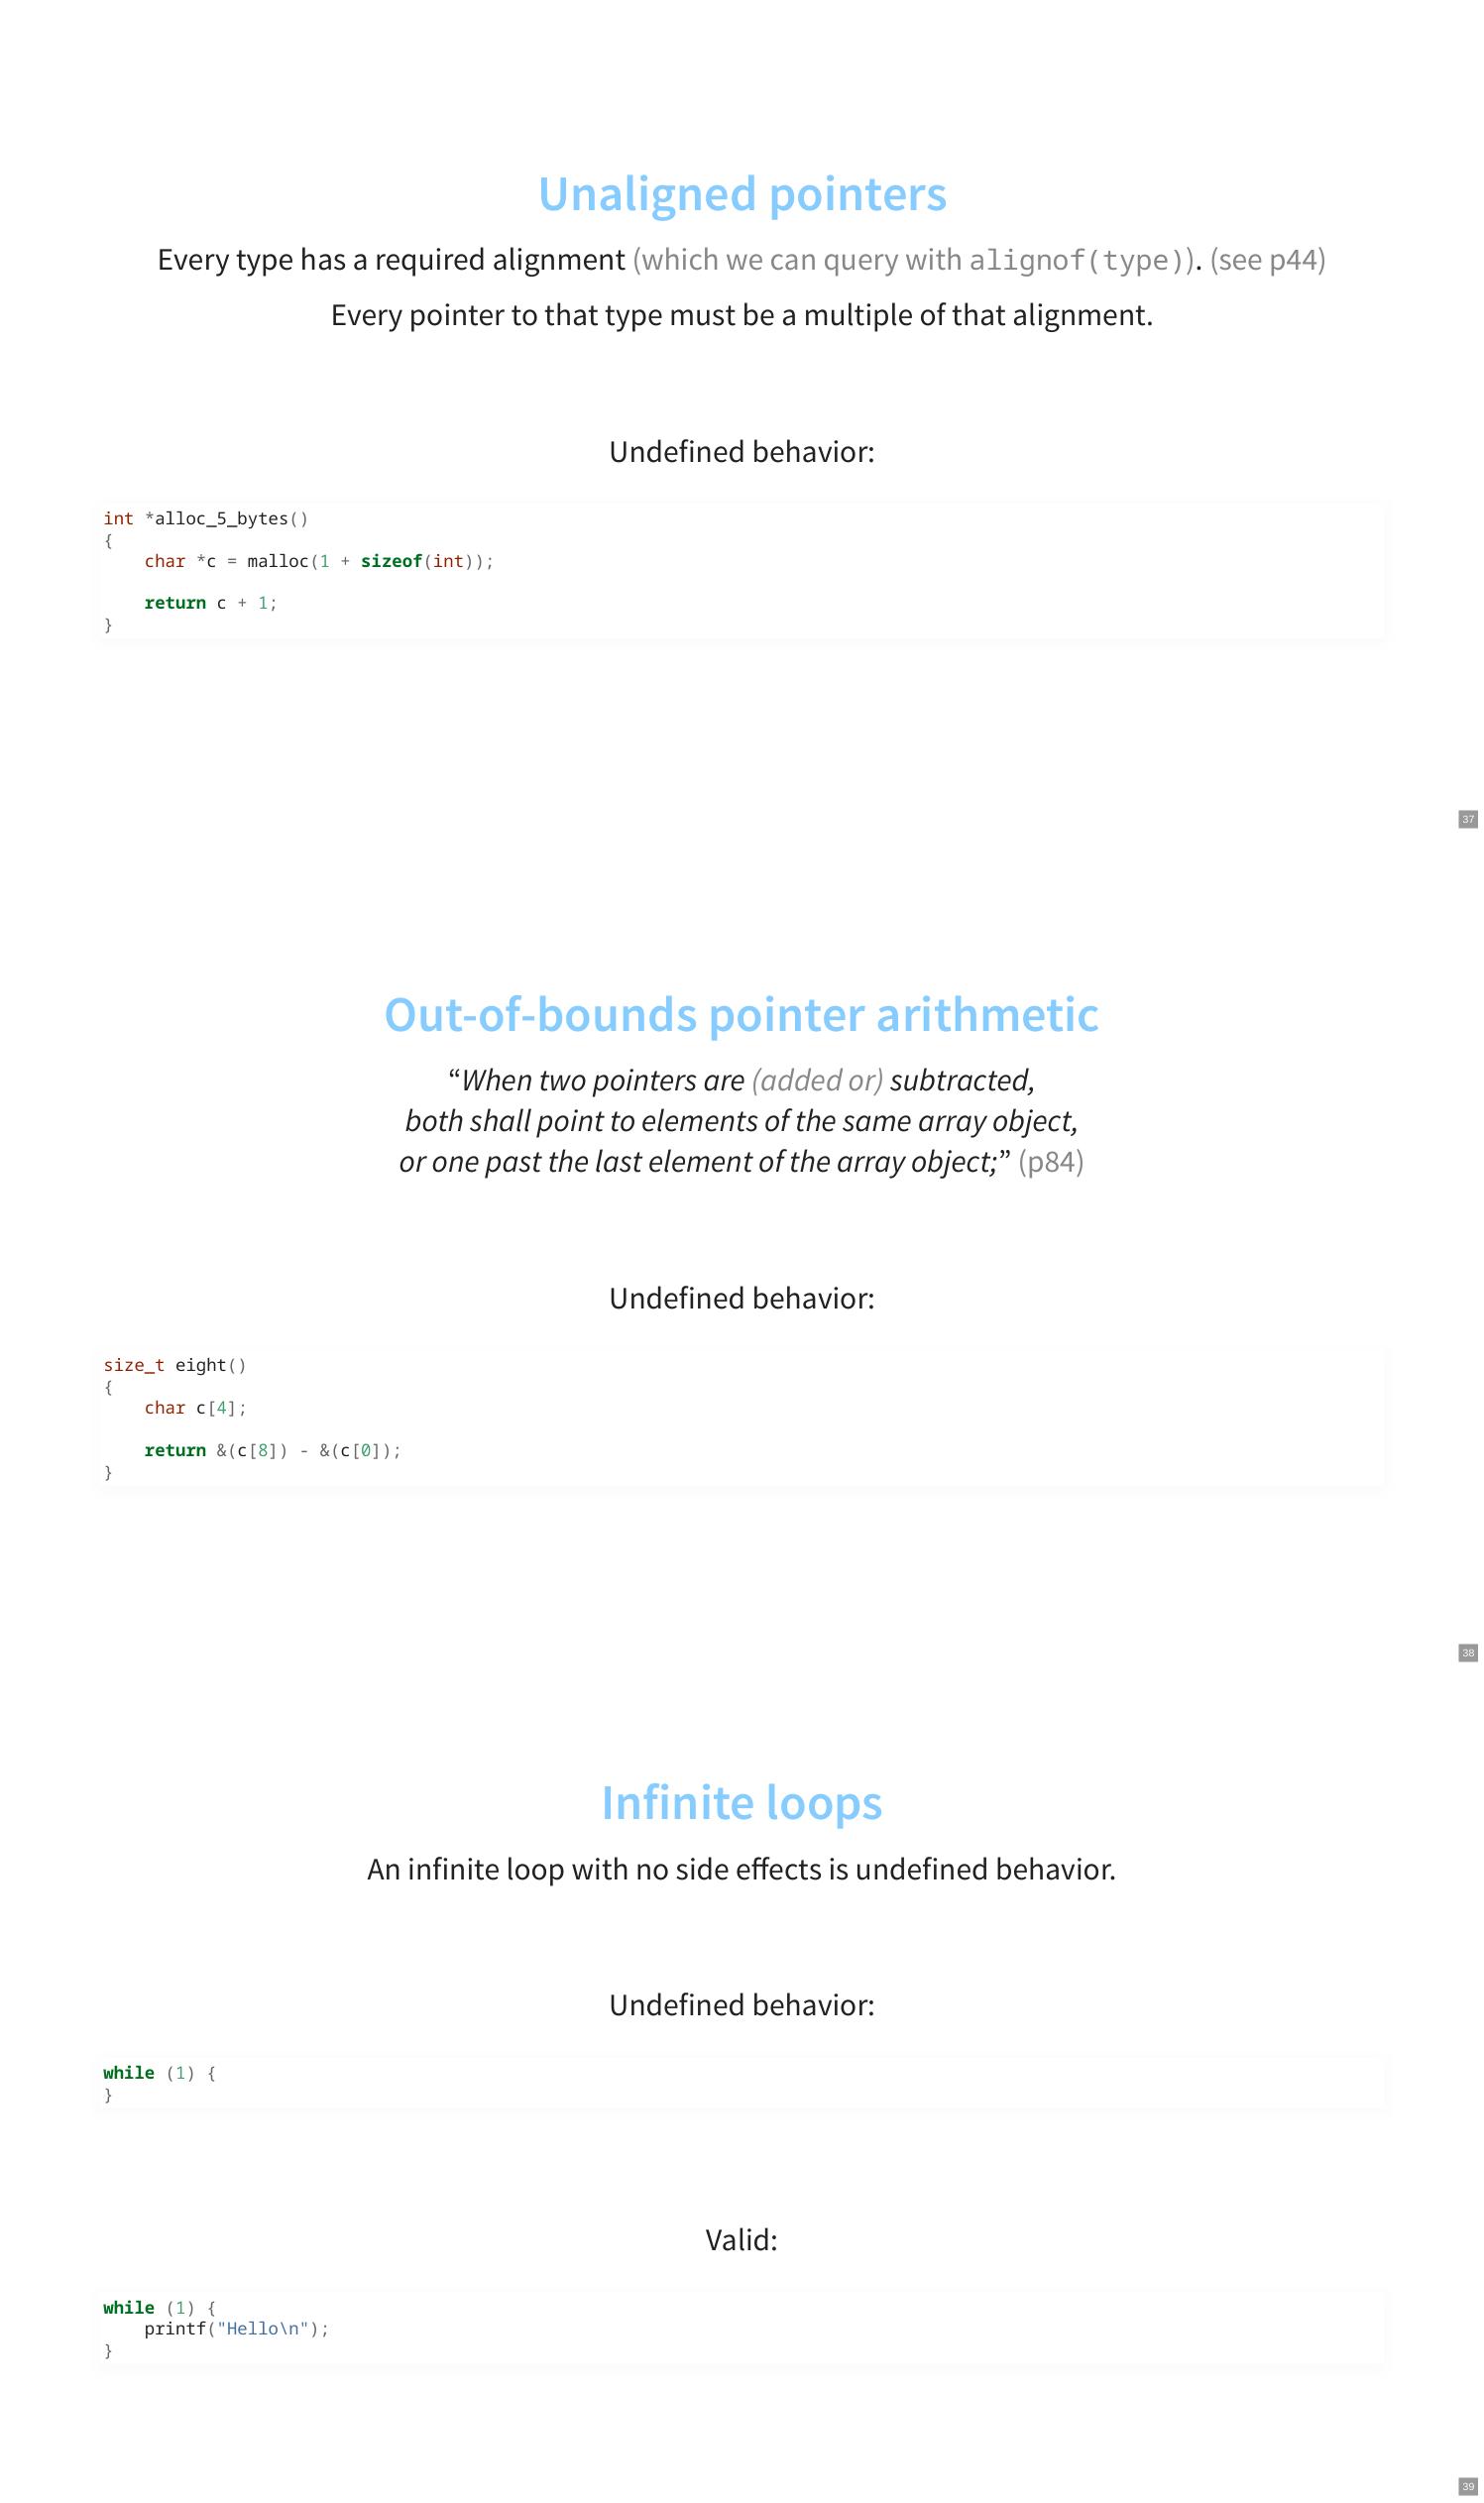 Unaligned pointers
Every type has a required alignment (which we can query with alignof(type)). (see p44)
Every pointer to that type must be a multiple of that alignment.
Undefined behavior:
int *alloc_5_bytes()
{
    char *c = malloc(1 + sizeof(int));
    return c + 1;
}
37
Out-of-bounds pointer arithmetic
“When two pointers are (added or) subtracted,
both shall point to elements of the same array object,
or one past the last element of the array object;” (p84)
Undefined behavior:
size_t eight()
{
    char c[4];
    return &(c[8]) - &(c[0]);
}
38
Infinite loops
An infinite loop with no side effects is undefined behavior.
Undefined behavior:
while (1) {
}
Valid:
while (1) {
    printf("Hello\n");
}
39